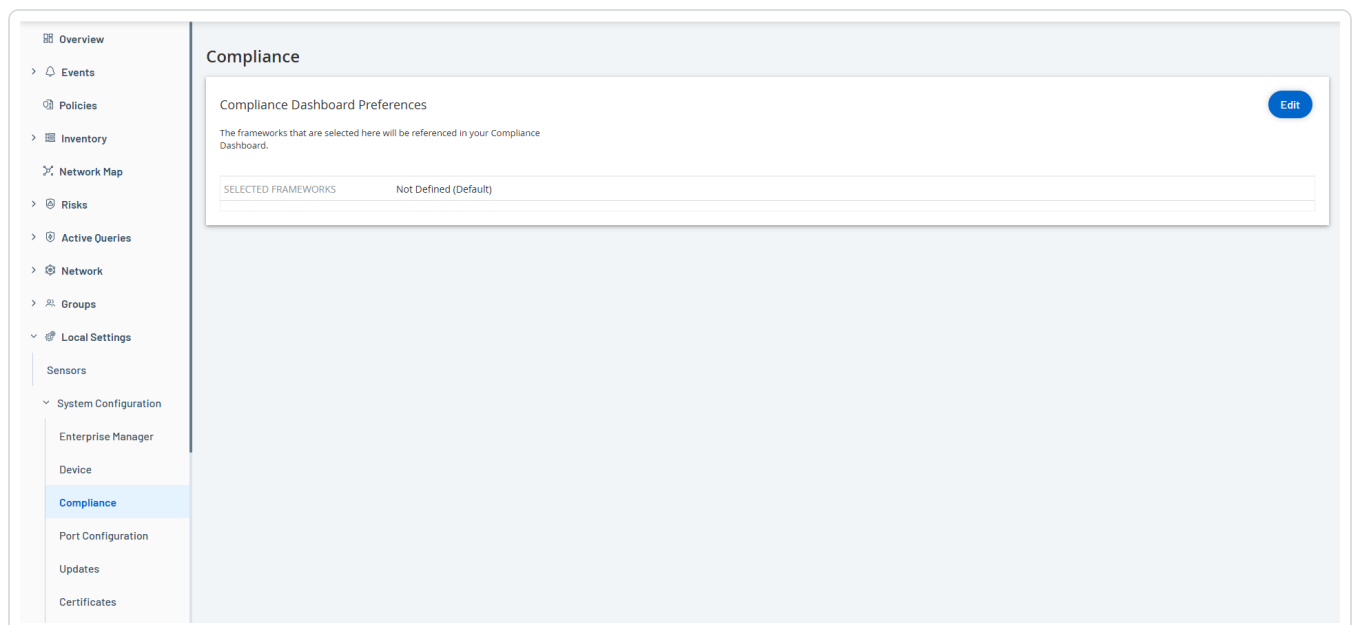 Overview
Events
Policies
Inventory
Network Map
Risks
Active Queries
Network
Groups
Local Settings
Sensors
System Configuration
Enterprise Manager
Device
Compliance
Port Configuration
Updates
Certificates
Compliance
Compliance Dashboard Preferences
Edit
The frameworks that are selected here will be referenced in your Compliance
Dashboard.
SELECTED FRAMEWORKS Not Defined (Default)